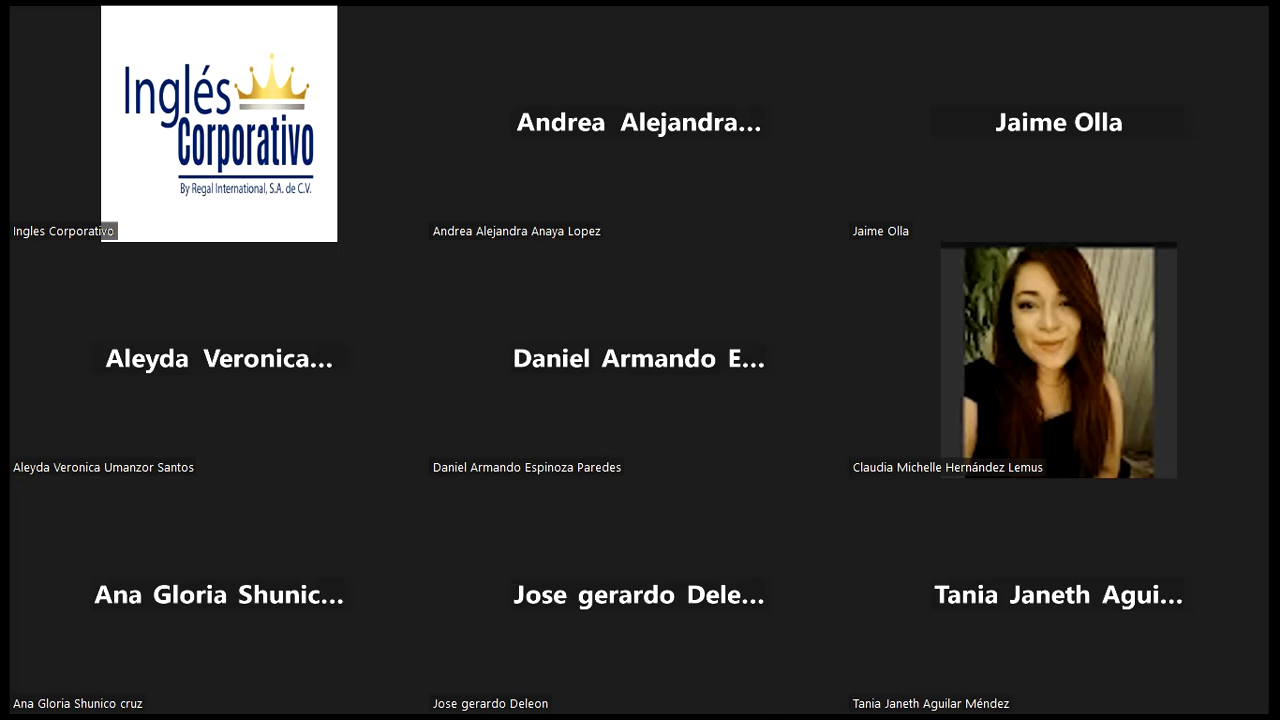 Inglés
Corporativo
By Regal International, S.A. de C.V.
Ingles Corporativo
Andrea Alejandra...
Andrea Alejandra Anaya Lopez
Jaime Olla
Jaime Olla
Aleyda Veronica...
Aleyda Veronica Umanzor Santos
Daniel Armando E...
Daniel Armando Espinoza Paredes
Claudia Michelle Hernández Lemus
Ana Gloria Shunic...
Ana Gloria Shunico cruz
Jose gerardo Dele...
Jose gerardo Deleon
Tania Janeth Agui...
Tania Janeth Aguilar Méndez